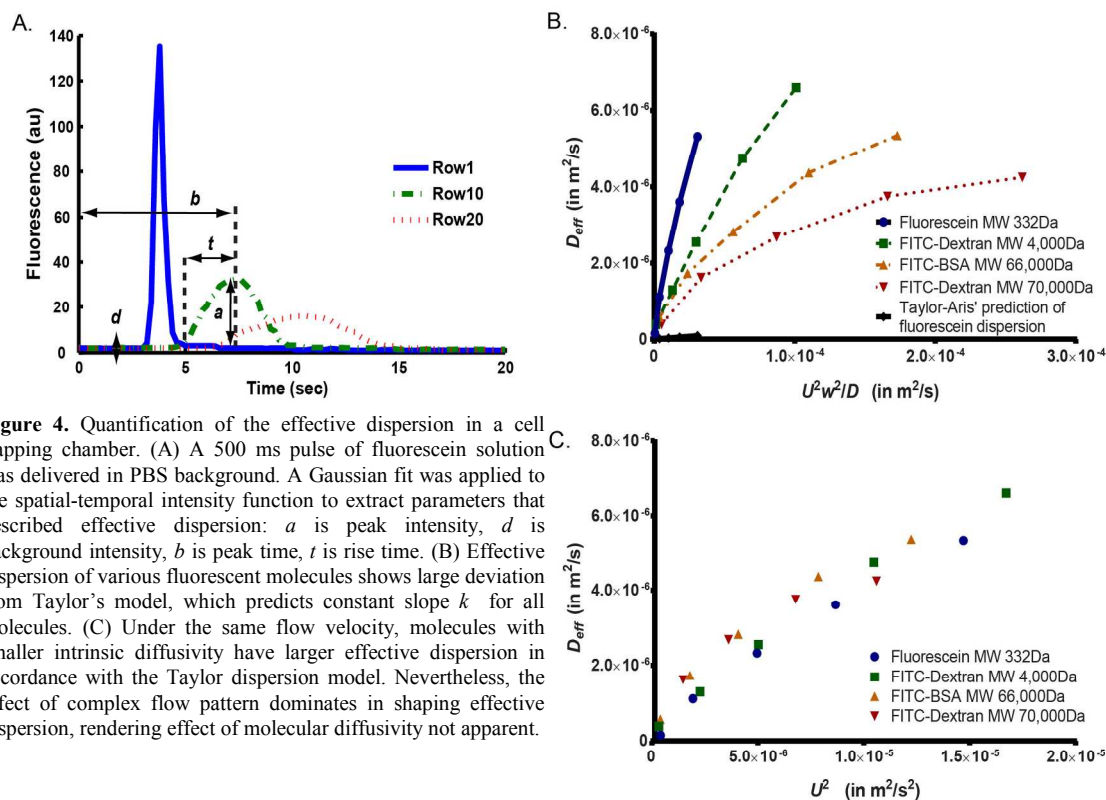 A.
140
120
100
80
60
40
20
0
Fluorescence (au)
0 5 10 15 20
Time (sec)
b
t
a
d
Row1
Row10
Row20
igure 4. Quantification of the effective dispersion in a cell
apping chamber. (A) A 500 ms pulse of fluorescein solution
as delivered in PBS background. A Gaussian fit was applied to
e spatial-temporal intensity function to extract parameters that
escribed effective dispersion: a is peak intensity, d is
ackground intensity, b is peak time, t is rise time. (B) Effective
spersion of various fluorescent molecules shows large deviation
om Taylor's model, which predicts constant slope k for all
olecules. (C) Under the same flow velocity, molecules with
naller intrinsic diffusivity have larger effective dispersion in
ccordance with the Taylor dispersion model. Nevertheless, the
fect of complex flow pattern dominates in shaping effective
spersion, rendering effect of molecular diffusivity not apparent.
B.
8.0×10⁻⁶
6.0×10⁻⁶
4.0×10⁻⁶
2.0×10⁻⁶
0
Deff (in m²/s)
Fluorescein MW 332Da
FITC-Dextran MW 4,000Da
FITC-BSA MW 66,000Da
FITC-Dextran MW 70,000Da
Taylor-Aris' prediction of
fluorescein dispersion
0 1.0×10⁻⁴ 2.0×10⁻⁴ 3.0×10⁻⁴
U²w²/D (in m²/s)
C.
8.0×10⁻⁶
6.0×10⁻⁶
4.0×10⁻⁶
2.0×10⁻⁶
0
Deff (in m²/s)
Fluorescein MW 332Da
FITC-Dextran MW 4,000Da
FITC-BSA MW 66,000Da
FITC-Dextran MW 70,000Da
0 5.0×10⁻⁶ 1.0×10⁻⁵ 1.5×10⁻⁵ 2.0×10⁻⁵
U² (in m²/s²)